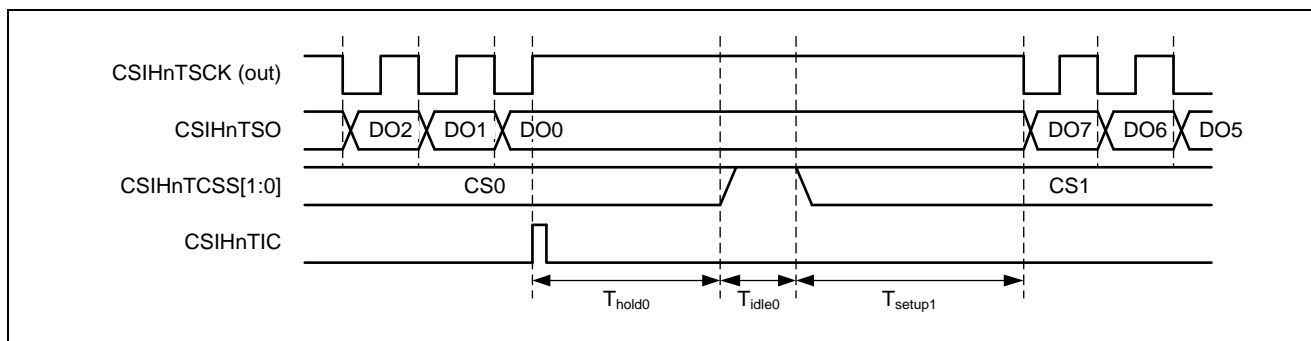 CSIHnTSCK (out)
CSIHnTSO DO2 DO1 DO0 DO7 DO6 DO5
CSIHnTCSS[1:0] CS0 CS1
CSIHnTIC
Thold0 Tidle0 Tsetup1